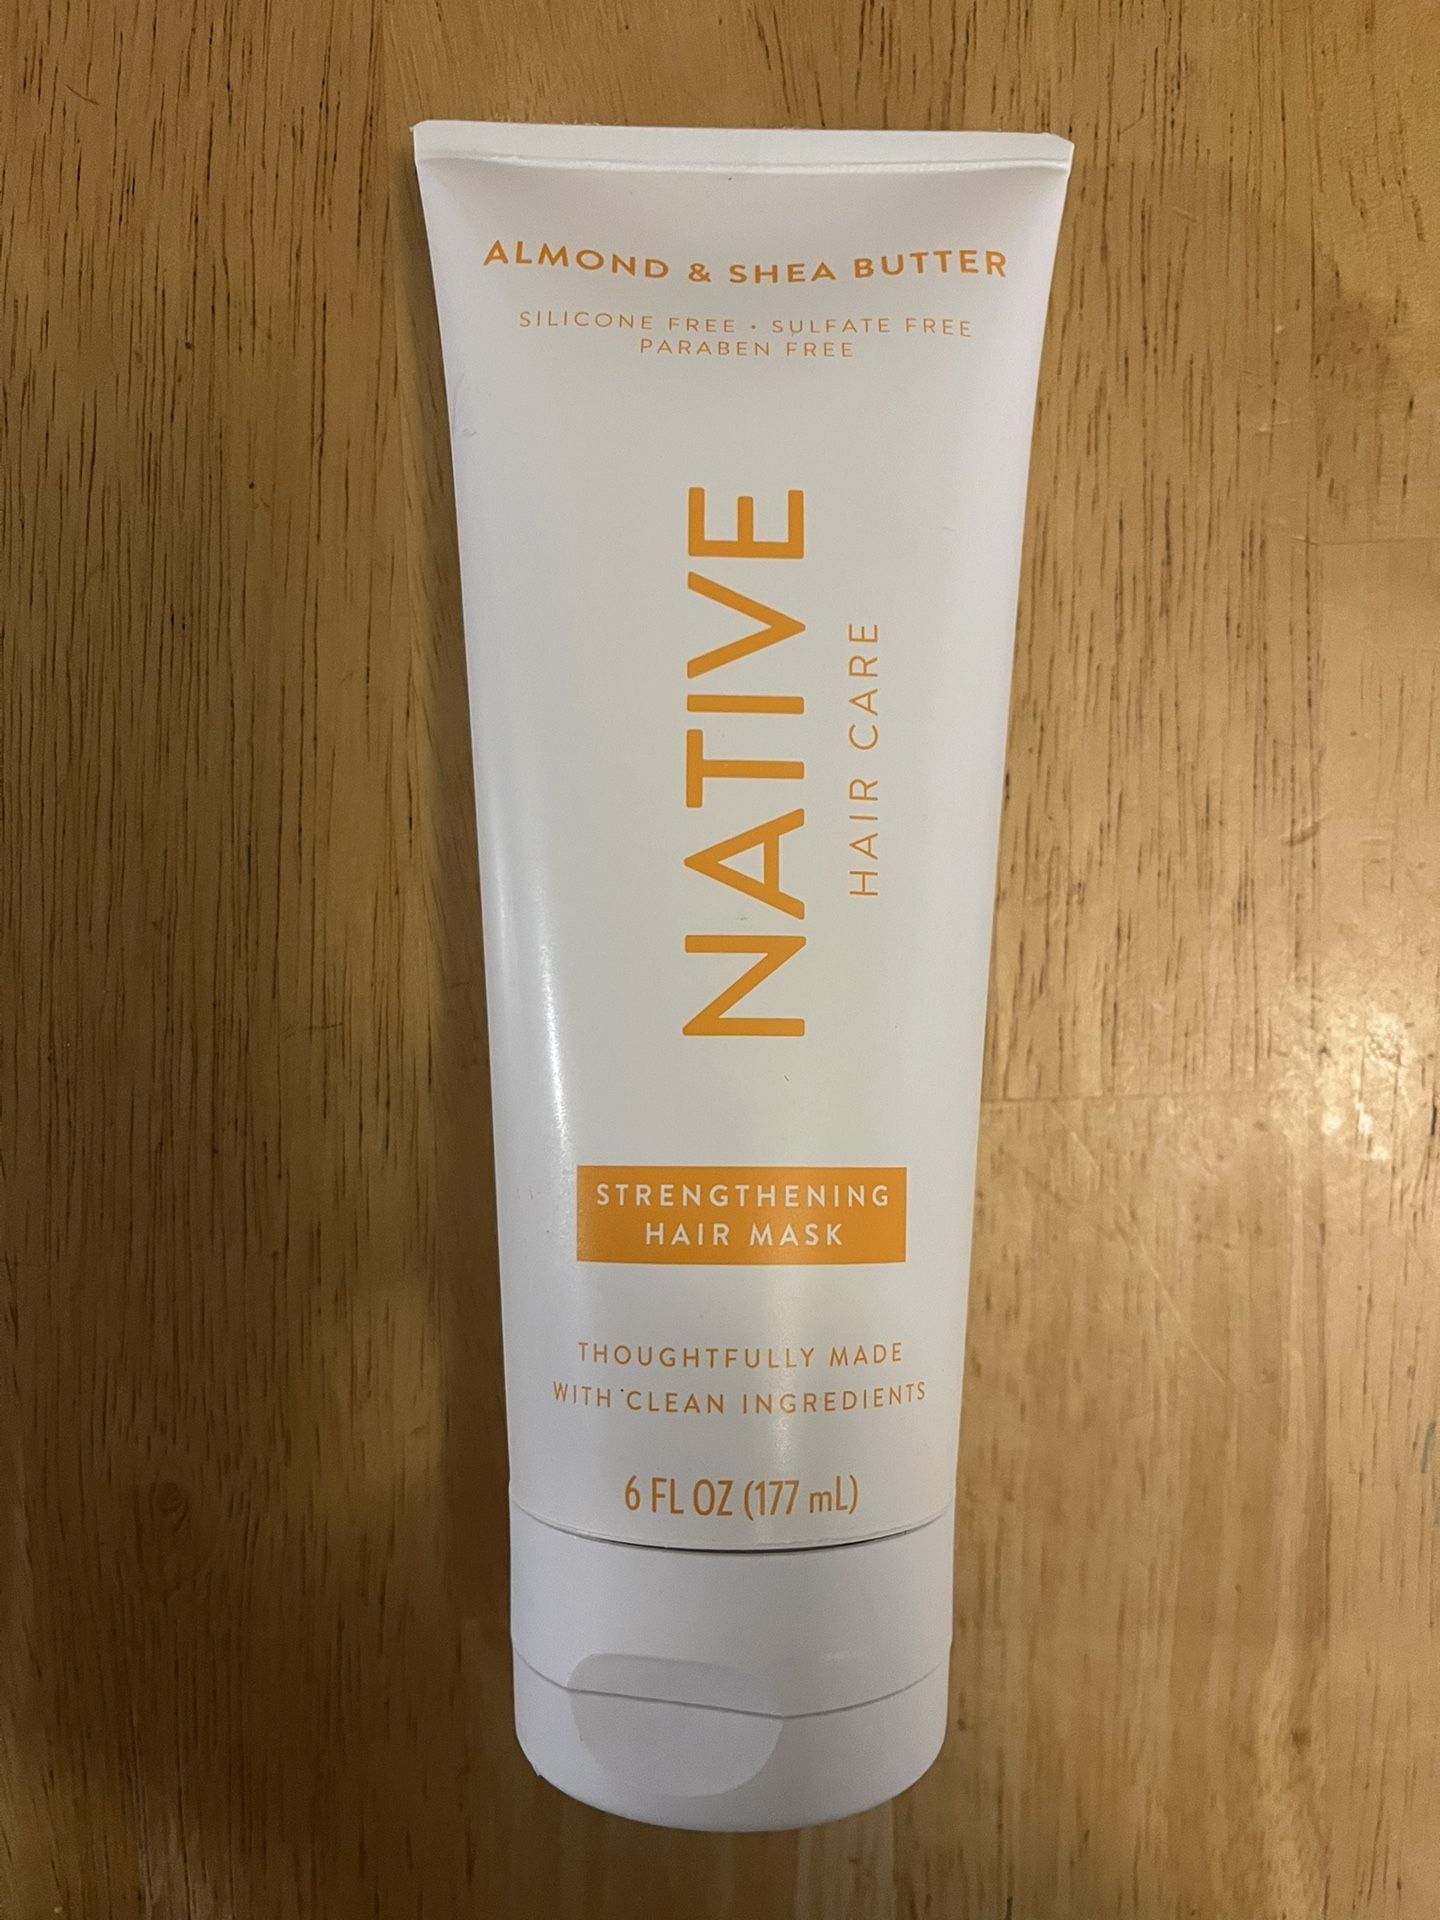 ALMOND & SHEA BUTTER
SILICONE FREE • SULFATE FREE
PARABEN FREE
NATIVE
HAIR CARE
STRENGTHENING
HAIR MASK
THOUGHTFULLY MADE
WITH CLEAN INGREDIENTS
6 FL OZ (177 mL)